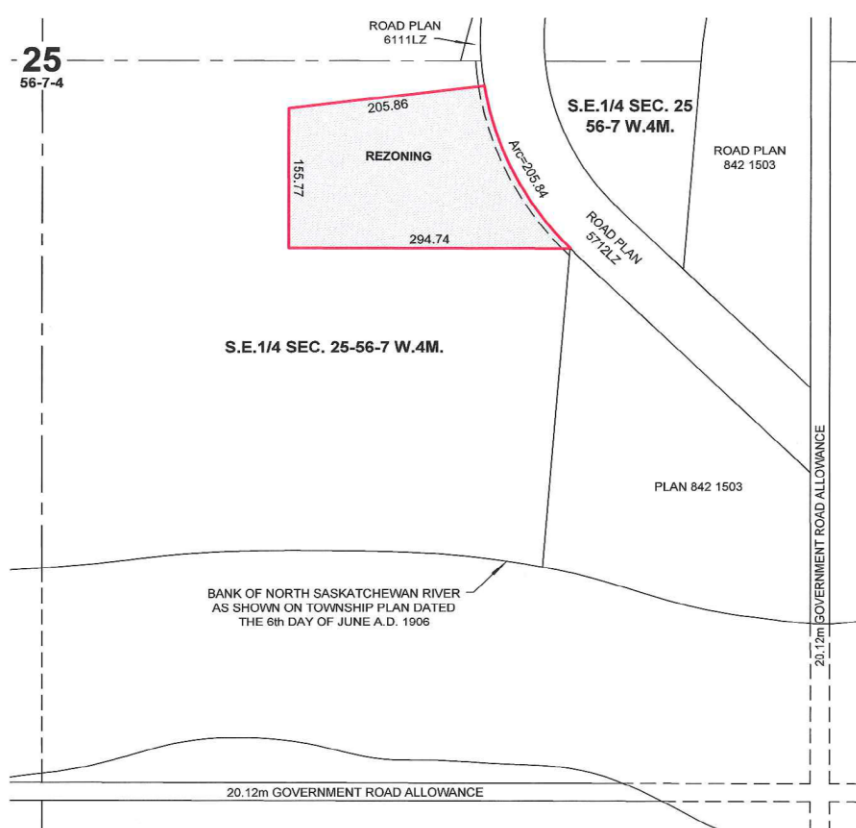 ROAD PLAN
6111LZ
25
56-7-4
205.86
S.E.1/4 SEC. 25
56-7 W.4M.
REZONING
Arc=205.84
ROAD PLAN
842 1503
155.77
ROAD PLAN
5712LZ
294.74
S.E.1/4 SEC. 25-56-7 W.4M.
PLAN 842 1503
20.12m GOVERNMENT ROAD ALLOWANCE
BANK OF NORTH SASKATCHEWAN RIVER
AS SHOWN ON TOWNSHIP PLAN DATED
THE 6th DAY OF JUNE A.D. 1906
20.12m GOVERNMENT ROAD ALLOWANCE